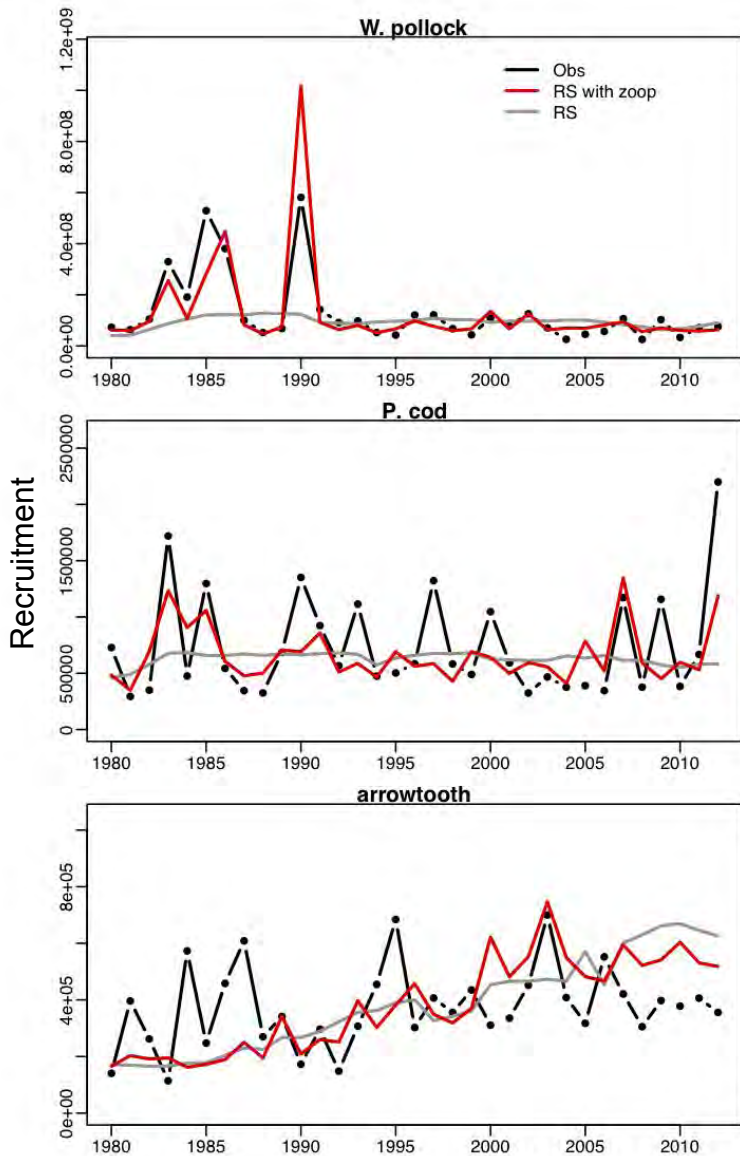 W. pollock
1.2e+09
8.0e+08
4.0e+08
0.0e+00
Obs
RS with zoop
RS
1980 1985 1990 1995 2000 2005 2010
P. cod
Recruitment
2500000
1500000
500000
0
1980 1985 1990 1995 2000 2005 2010
arrowtooth
8e+05
4e+05
0e+00
1980 1985 1990 1995 2000 2005 2010